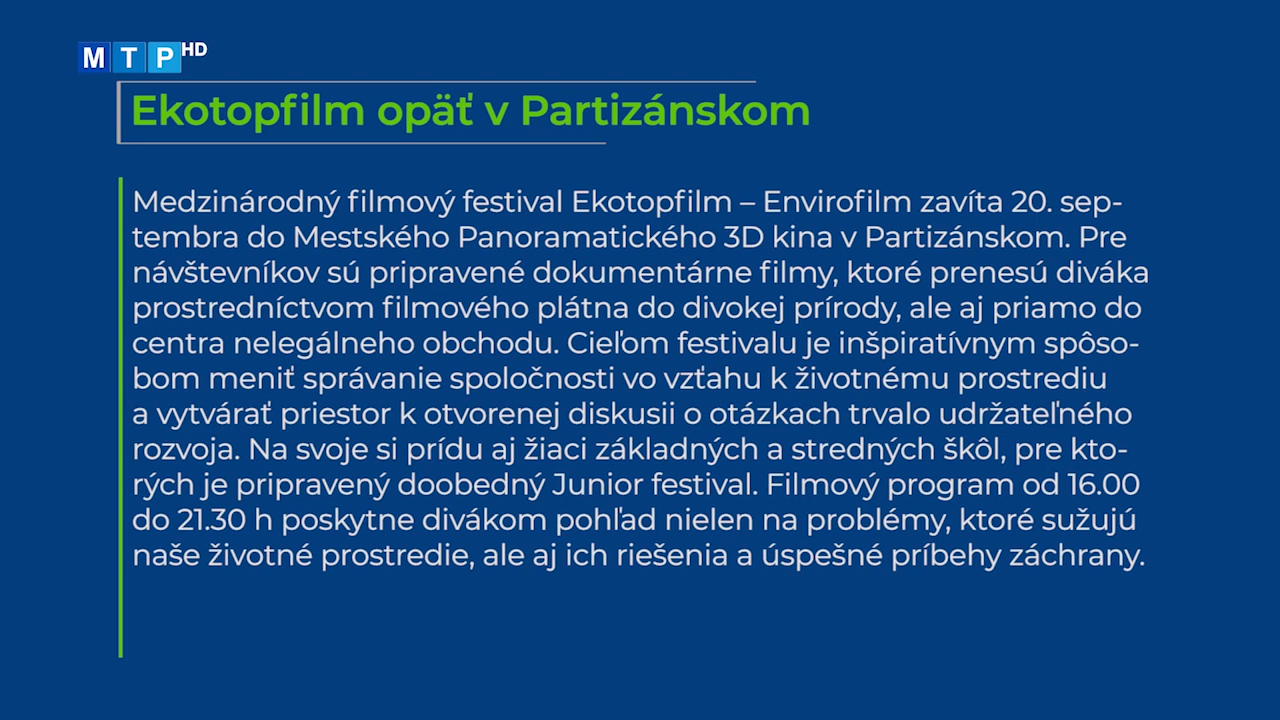 MTP HD
Ekotopfilm opäť v Partizánskom
Medzinárodný filmový festival Ekotopfilm – Envirofilm zavíta 20. sep-
tembra do Mestského Panoramatického 3D kina v Partizánskom. Pre
návštevníkov sú pripravené dokumentárne filmy, ktoré prenesú diváka
prostredníctvom filmového plátna do divokej prírody, ale aj priamo do
centra nelegálneho obchodu. Cieľom festivalu je inšpiratívnym spôso-
bom meniť správanie spoločnosti vo vzťahu k životnému prostrediu
a vytvárať priestor k otvorenej diskusii o otázkach trvalo udržateľného
rozvoja. Na svoje si prídu aj žiaci základných a stredných škôl, pre kto-
rých je pripravený doobedný Junior festival. Filmový program od 16.00
do 21.30 h poskytne divákom pohľad nielen na problémy, ktoré sužujú
naše životné prostredie, ale aj ich riešenia a úspešné príbehy záchrany.